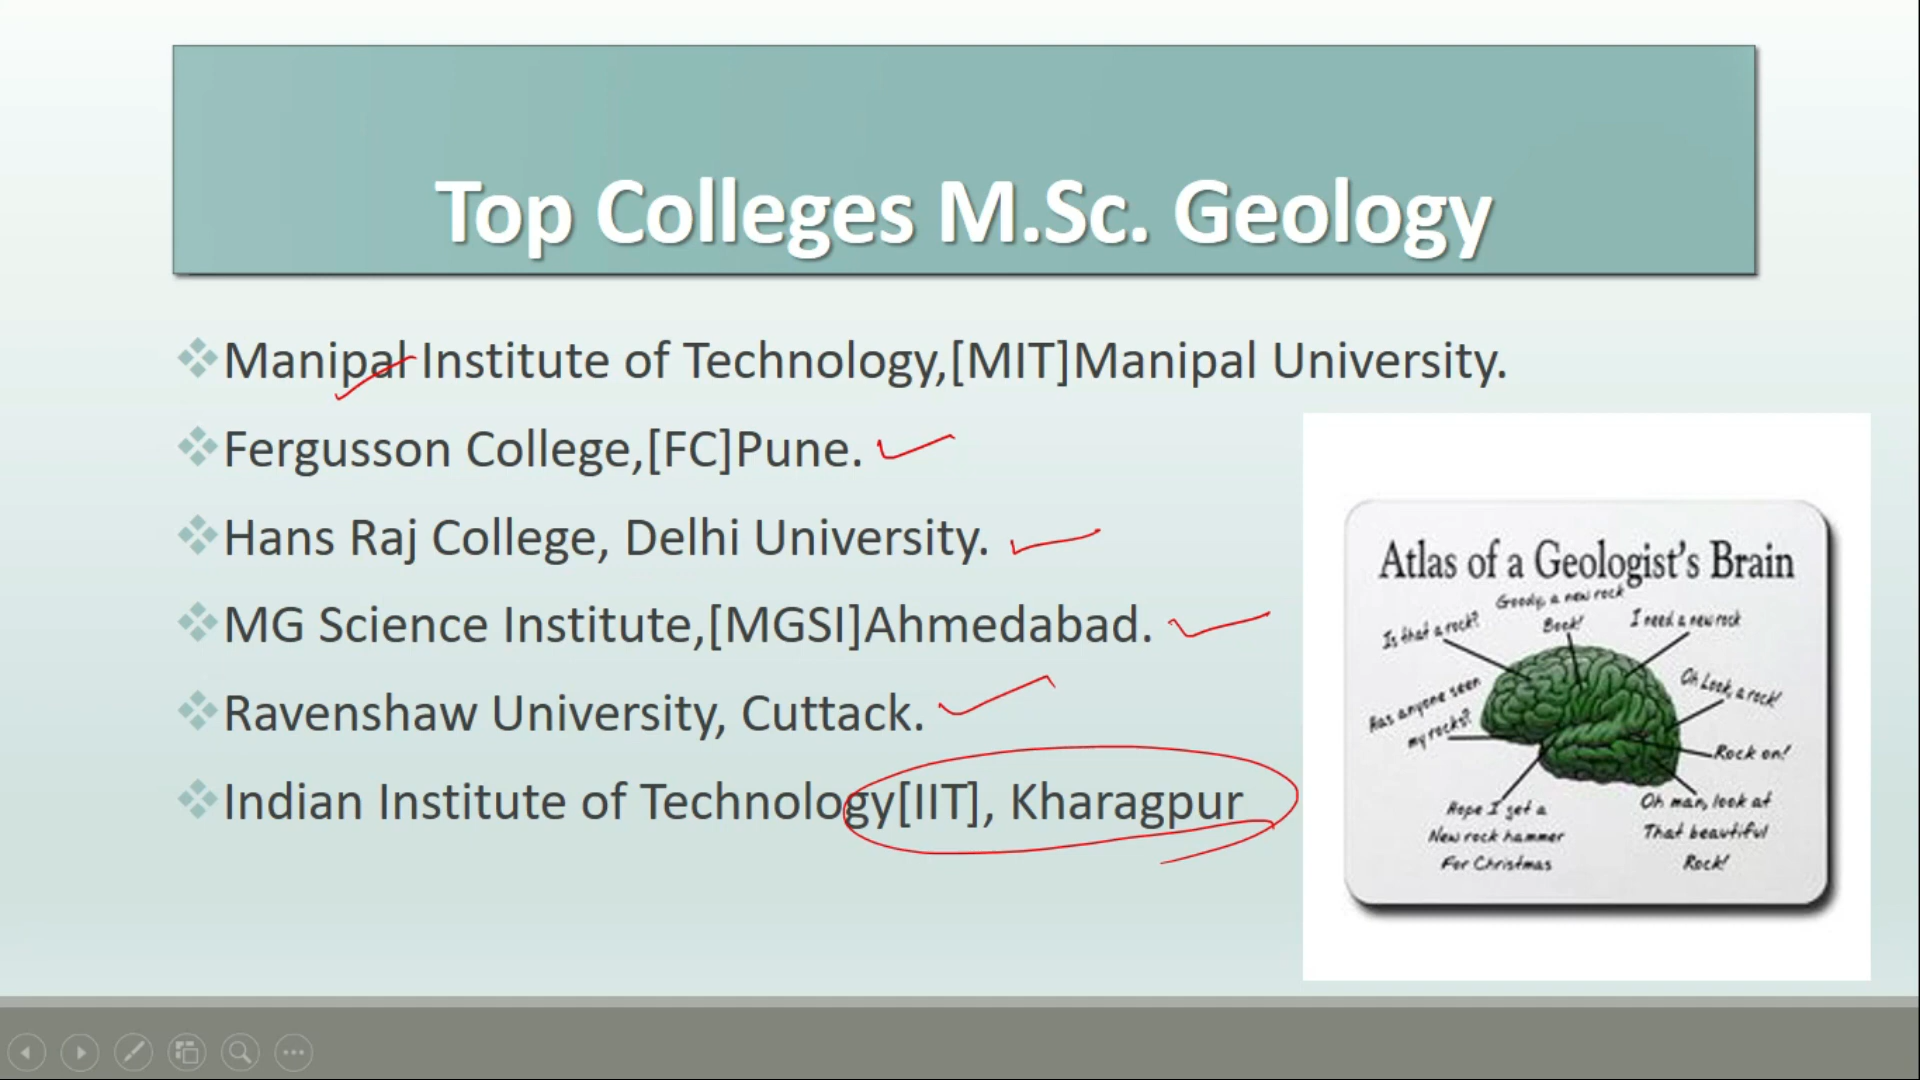 Top Colleges M.Sc. Geology
Manipal Institute of Technology,[MIT]Manipal University.
Fergusson College,[FC]Pune.
Hans Raj College, Delhi University.
MG Science Institute,[MGSI]Ahmedabad.
Ravenshaw University, Cuttack.
Indian Institute of Technology[IIT], Kharagpur
Atlas of a Geologist's Brain
Is that a rock?
Goody, a new rock
Book!
I need a new rock
Has anyone seen
my rocks?
Oh Look, a rock!
Rock on!
Hope I get a
New rock hammer
For Christmas
Oh man, look at
That beautiful
Rock!